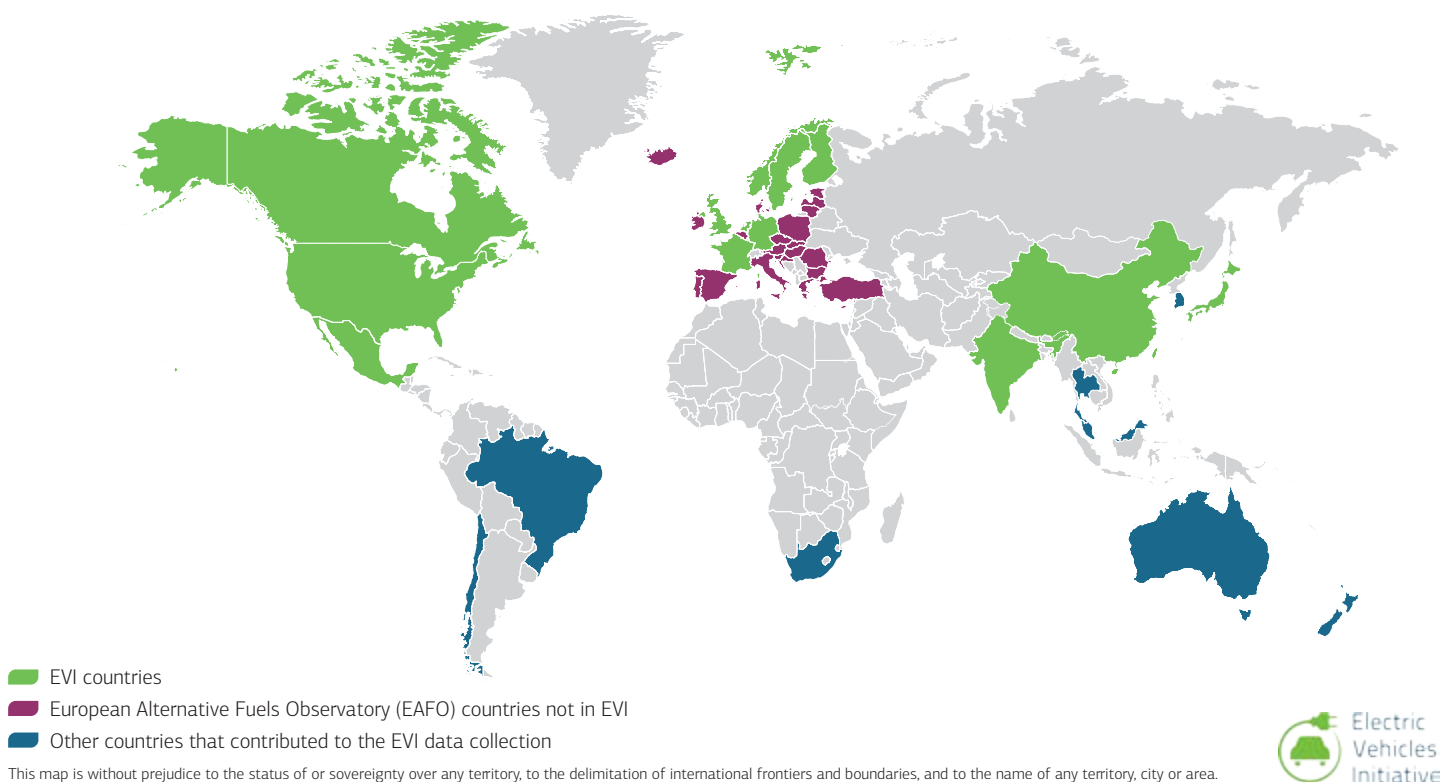 EVI countries
European Alternative Fuels Observatory (EAFO) countries not in EVI
Other countries that contributed to the EVI data collection
This map is without prejudice to the status of or sovereignty over any territory, to the delimitation of international frontiers and boundaries, and to the name of any territory, city or area.
Electric
Vehicles
Initiative